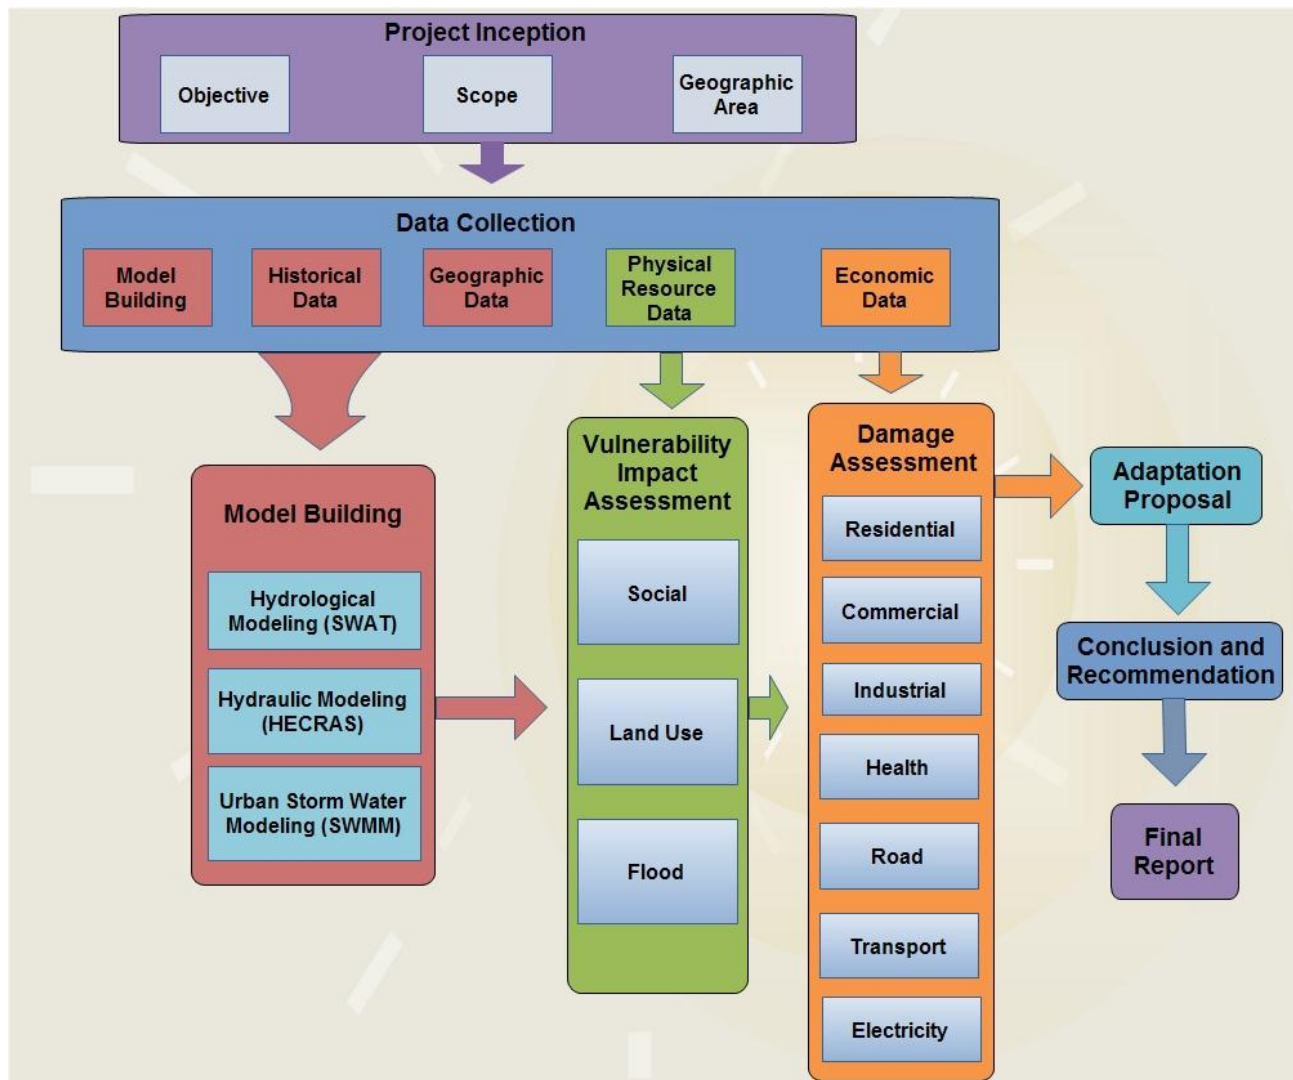 Project Inception
Objective
Scope
Geographic
Area
Data Collection
Model
Building
Historical
Data
Geographic
Data
Physical
Resource
Data
Economic
Data
Model Building
Hydrological
Modeling (SWAT)
Hydraulic Modeling
(HECRAS)
Urban Storm Water
Modeling (SWMM)
Vulnerability
Impact
Assessment
Social
Land Use
Flood
Damage
Assessment
Residential
Commercial
Industrial
Health
Road
Transport
Electricity
Adaptation
Proposal
Conclusion and
Recommendation
Final
Report